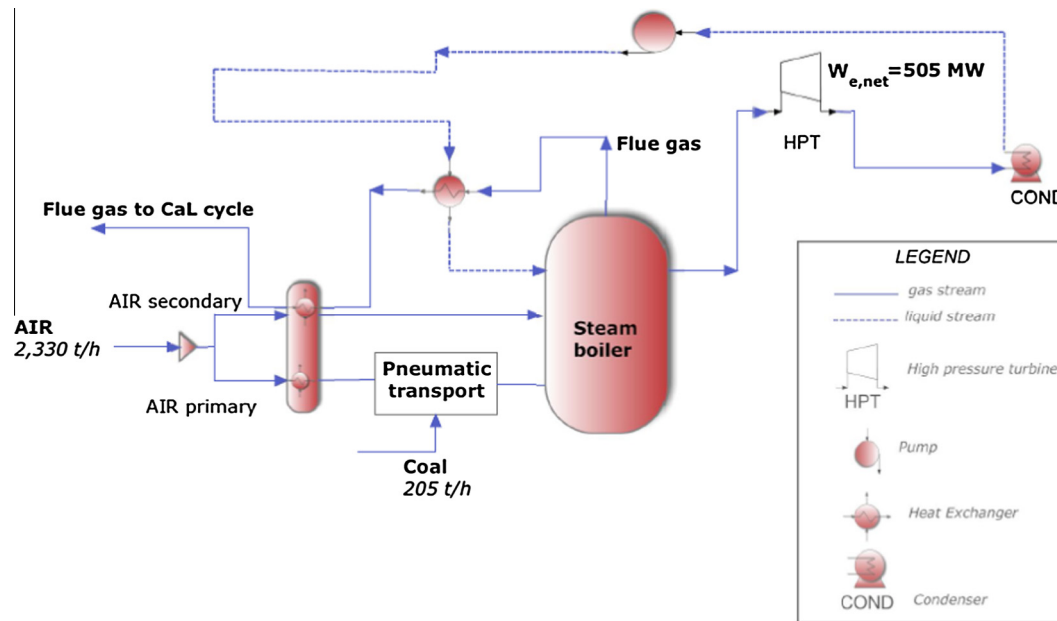 W e,net=505 MW
HPT
Flue gas
COND
Flue gas to CaL cycle
AIR secondary
AIR
2,330 t/h
AIR primary
Pneumatic
transport
Steam
boiler
Coal
205 t/h
LEGEND
gas stream
liquid stream
High pressure turbine
HPT
Pump
Heat Exchanger
COND
Condenser